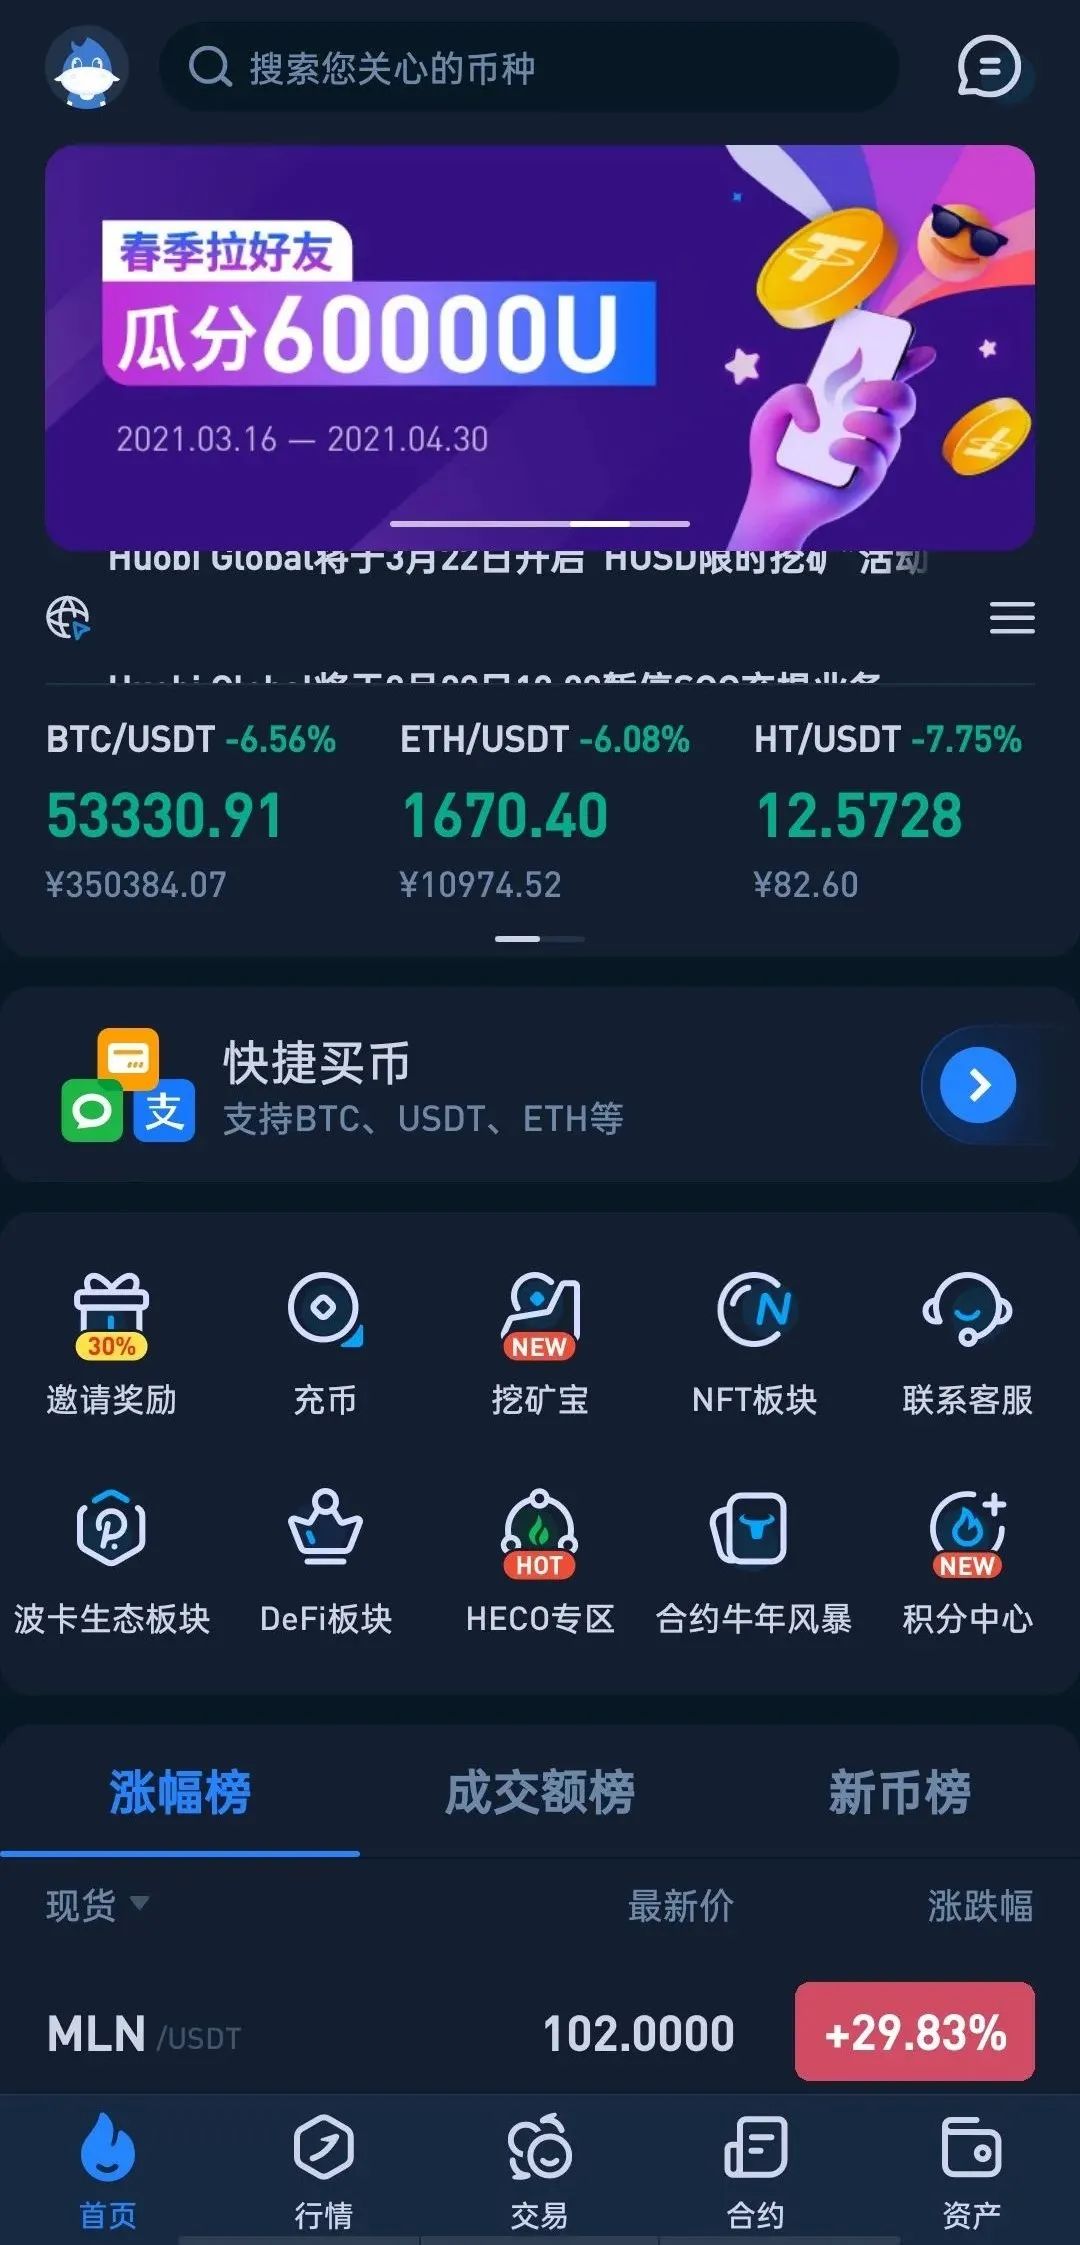 搜索您关心的币种
春季拉好友
瓜分60000U
2021.03.16 — 2021.04.30
Huobi Global将于3月22日开启“HUSD限时挖矿”活动
BTC/USDT -6.56%
ETH/USDT -6.08%
HT/USDT -7.75%
53330.91
1670.40
12.5728
¥350384.07
¥10974.52
¥82.60
快捷买币
支
支持BTC、USDT、ETH等
30%
NEW
N
邀请奖励
充币
挖矿宝
NFT板块
联系客服
P
HOT
NEW
波卡生态板块
DeFi板块
HECO专区
合约牛年风暴
积分中心
涨幅榜
成交额榜
新币榜
现货
最新价
涨跌幅
MLN /USDT
102.0000
+29.83%
首页
行情
交易
合约
资产